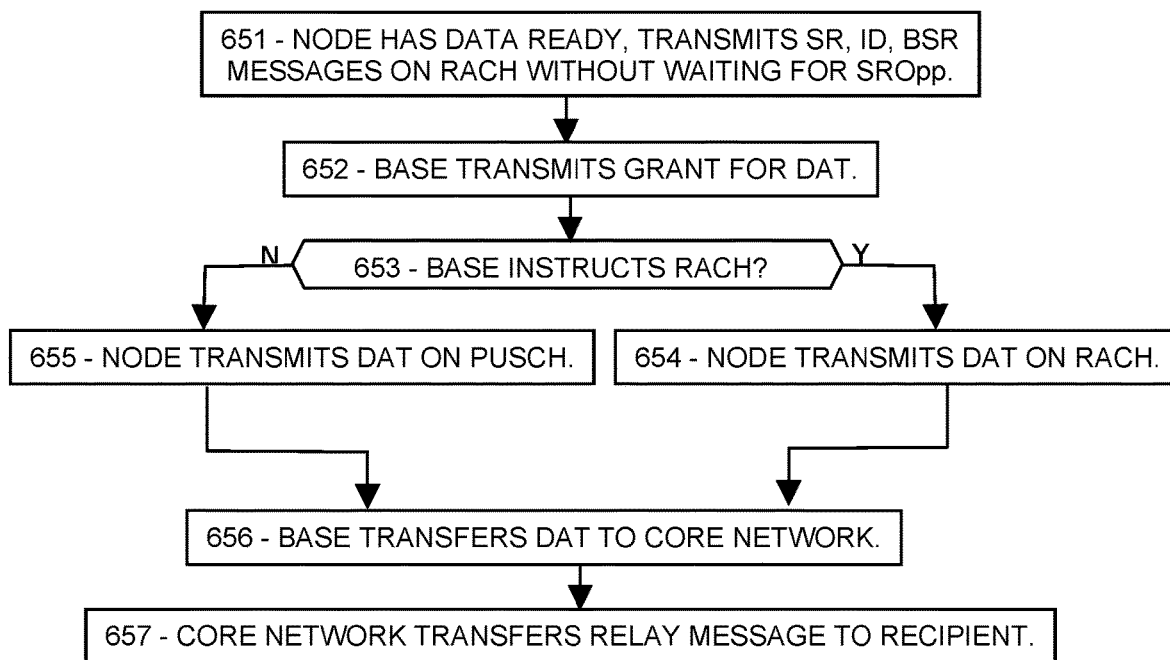 651 - NODE HAS DATA READY, TRANSMITS SR, ID, BSR
MESSAGES ON RACH WITHOUT WAITING FOR SROpp.
652 - BASE TRANSMITS GRANT FOR DAT.
N
653 - BASE INSTRUCTS RACH?
Y
655 - NODE TRANSMITS DAT ON PUSCH.
654 - NODE TRANSMITS DAT ON RACH.
656 - BASE TRANSFERS DAT TO CORE NETWORK.
657 - CORE NETWORK TRANSFERS RELAY MESSAGE TO RECIPIENT.